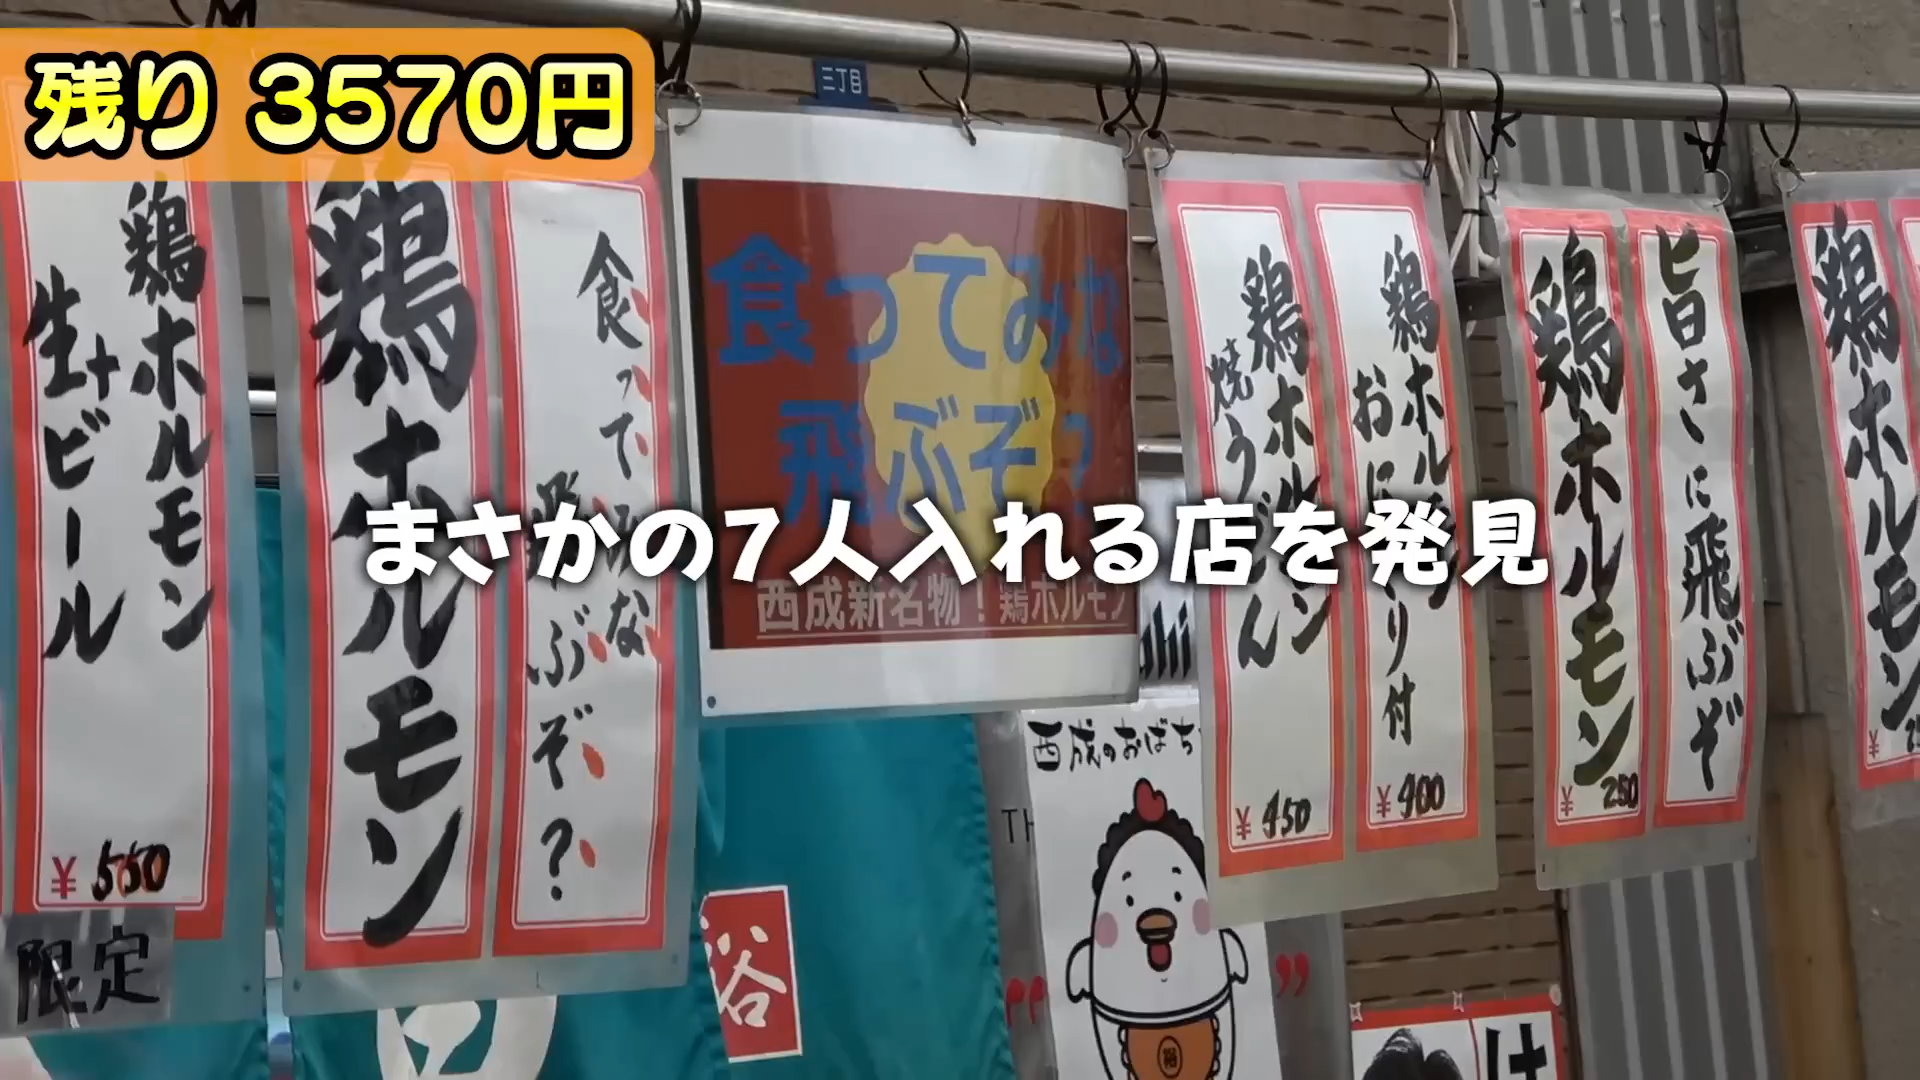 残り 3570円
三丁目
鶏ホルモン
+
生ビール
¥550
限定
鶏ホルモン
食ってみな
飛ぶぞ?
食ってみな
飛ぶぞ?
西成新名物!鶏ホルモン
まさかの7人入れる店を発見
鶏ホルモン
焼うどん
¥450
鶏ホルモン
おにぎり付
¥400
旨さに飛ぶぞ
鶏ホルモン
¥250
鶏ホルモン
¥
西成のおばち
TH
谷
は